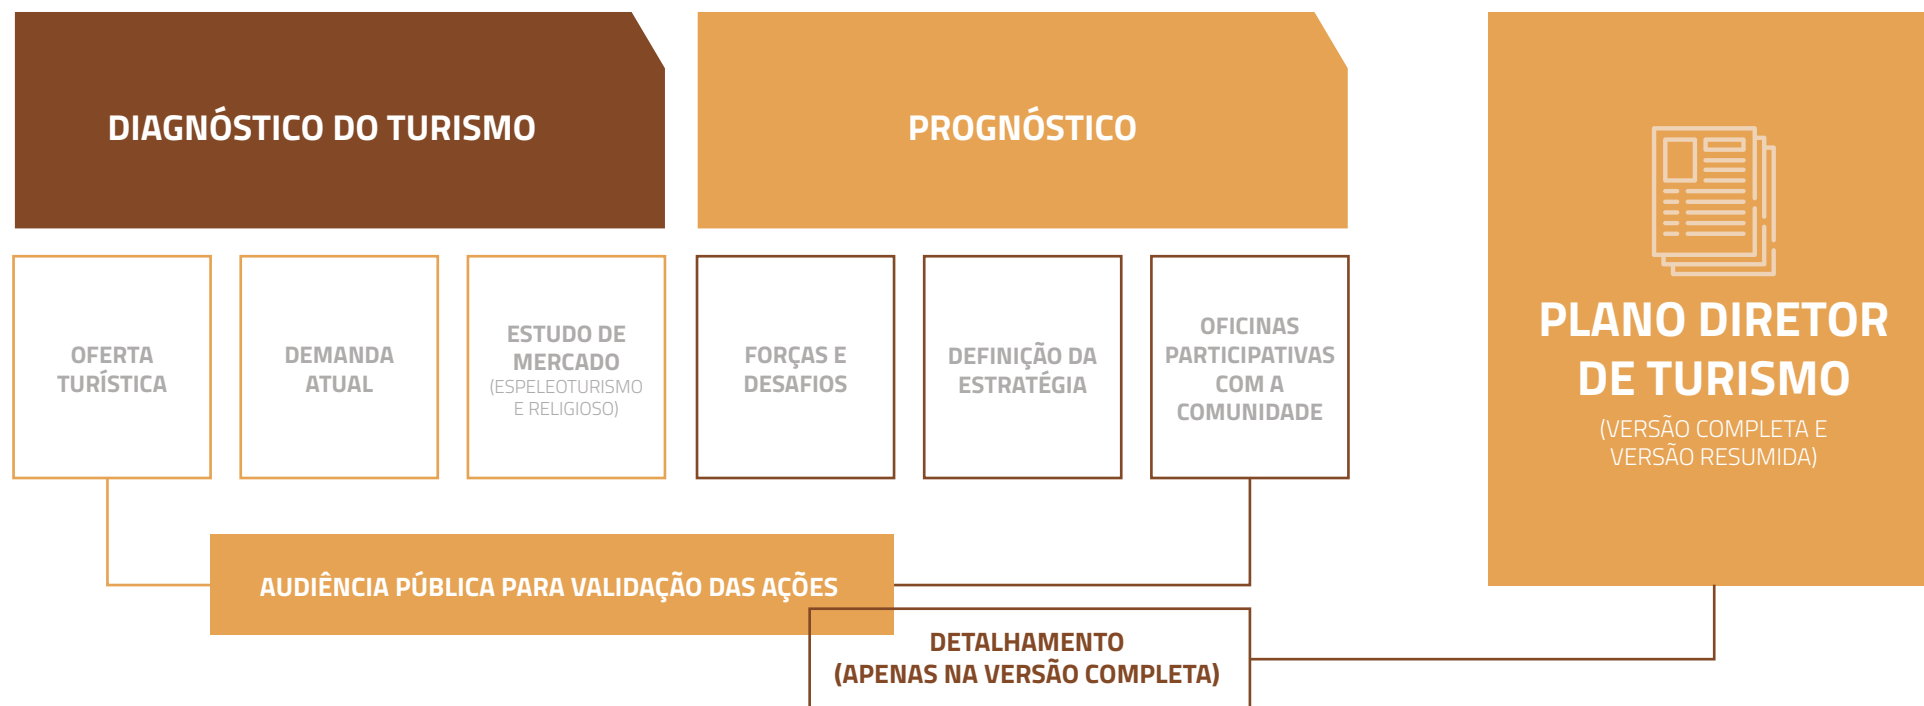 DIAGNÓSTICO DO TURISMO
PROGNÓSTICO
OFERTA
TURÍSTICA
DEMANDA
ATUAL
ESTUDO DE
MERCADO
(ESPELEOTURISMO
E RELIGIOSO)
FORÇAS E
DESAFIOS
DEFINIÇÃO DA
ESTRATÉGIA
OFICINAS
PARTICIPATIVAS
COM A
COMUNIDADE
PLANO DIRETOR
DE TURISMO
(VERSÃO COMPLETA E
VERSÃO RESUMIDA)
AUDIÊNCIA PÚBLICA PARA VALIDAÇÃO DAS AÇÕES
DETALHAMENTO
(APENAS NA VERSÃO COMPLETA)